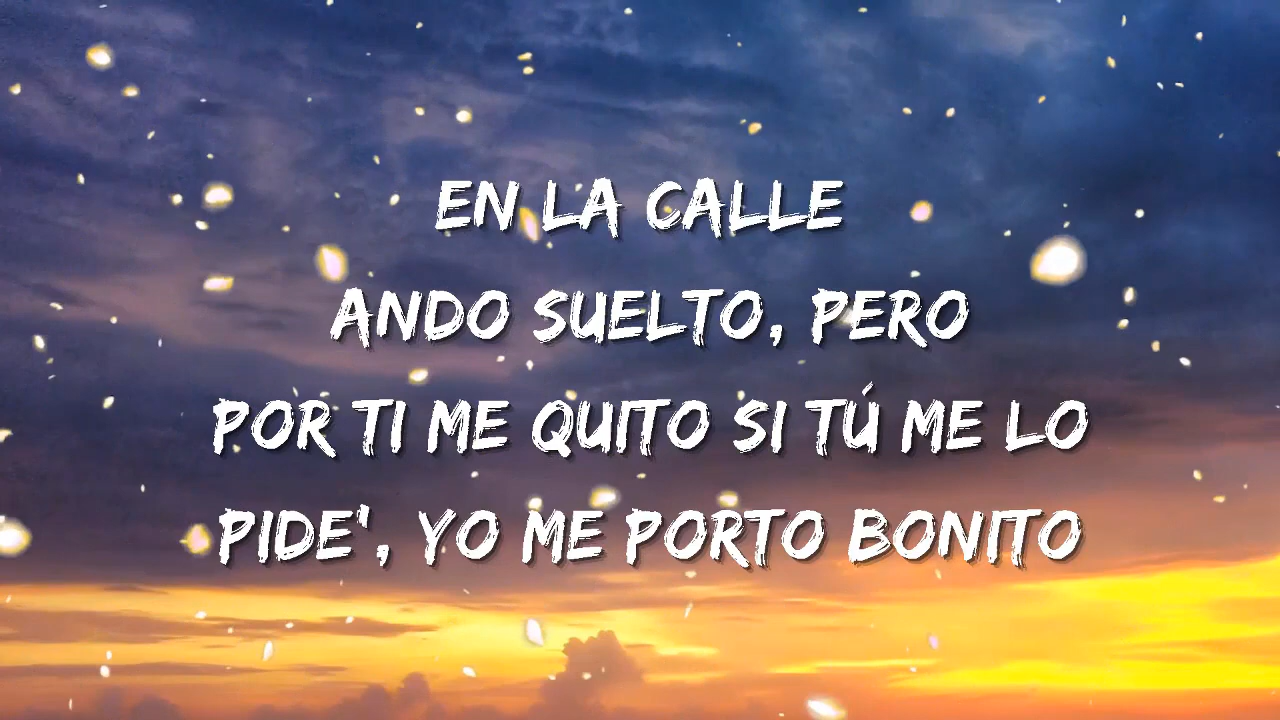 EN LA CALLE
ANDO SUELTO, PERO
POR TI ME QUITO SI TÚ ME LO
PIDE', YO ME PORTO BONITO